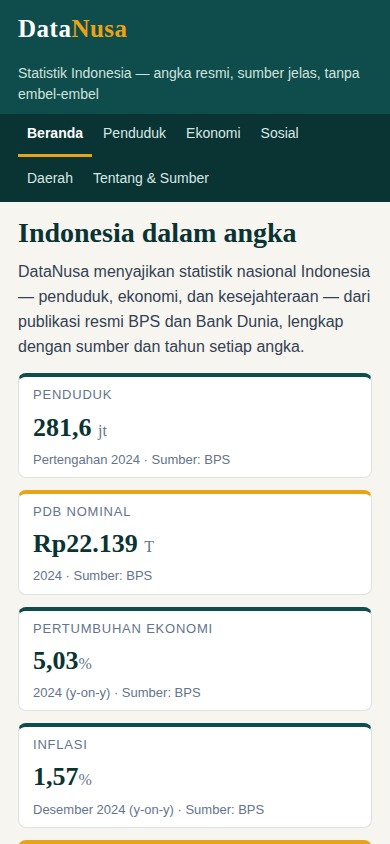 DataNusa
Statistik Indonesia — angka resmi, sumber jelas, tanpa
embel-embel
Beranda Penduduk Ekonomi Sosial
Daerah Tentang & Sumber
Indonesia dalam angka
DataNusa menyajikan statistik nasional Indonesia
— penduduk, ekonomi, dan kesejahteraan — dari
publikasi resmi BPS dan Bank Dunia, lengkap
dengan sumber dan tahun setiap angka.
PENDUDUK
281,6 jt
Pertengahan 2024 · Sumber: BPS
PDB NOMINAL
Rp22.139 T
2024 · Sumber: BPS
PERTUMBUHAN EKONOMI
5,03%
2024 (y-on-y) · Sumber: BPS
INFLASI
1,57%
Desember 2024 (y-on-y) · Sumber: BPS